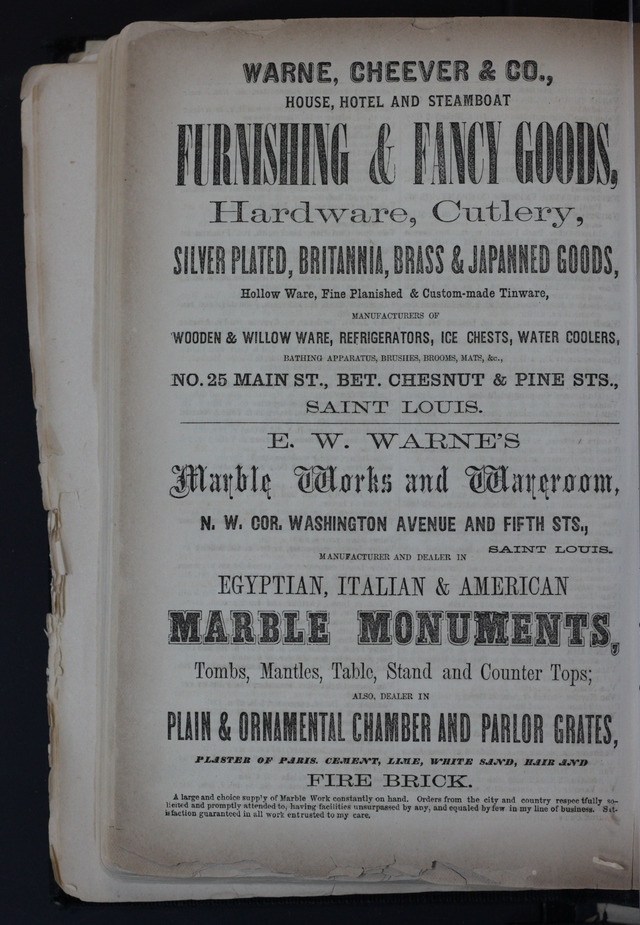 WARNE, CHEEVER & CO.,
HOUSE, HOTEL AND STEAMBOAT
FURNISHING & FANCY GOODS,
Hardware, Cutlery,
SILVER PLATED, BRITANNIA, BRASS & JAPANNED GOODS,
Hollow Ware, Fine Planished & Custom-made Tinware,
MANUFACTURERS OF
WOODEN & WILLOW WARE, REFRIGERATORS, ICE CHESTS, WATER COOLERS,
BATHING APPARATUS, BRUSHES, BROOMS, MATS, &c.,
NO. 25 MAIN ST., BET. CHESNUT & PINE STS.,
SAINT LOUIS.
E. W. WARNE'S
Marble Works and Wareroom,
N. W. COR. WASHINGTON AVENUE AND FIFTH STS.,
SAINT LOUIS.
MANUFACTURER AND DEALER IN
EGYPTIAN, ITALIAN & AMERICAN
MARBLE MONUMENTS,
Tombs, Mantles, Table, Stand and Counter Tops;
ALSO, DEALER IN
PLAIN & ORNAMENTAL CHAMBER AND PARLOR GRATES,
PLASTER OF PARIS. CEMENT, LIME, WHITE SAND, HAIR AND
FIRE BRICK.
A large and choice supply of Marble Work constantly on hand. Orders from the city and country respectfully so-
licited and promptly attended to, having facilities unsurpassed by any, and equaled by few in my line of business. Sat-
isfaction guaranteed in all work entrusted to my care.